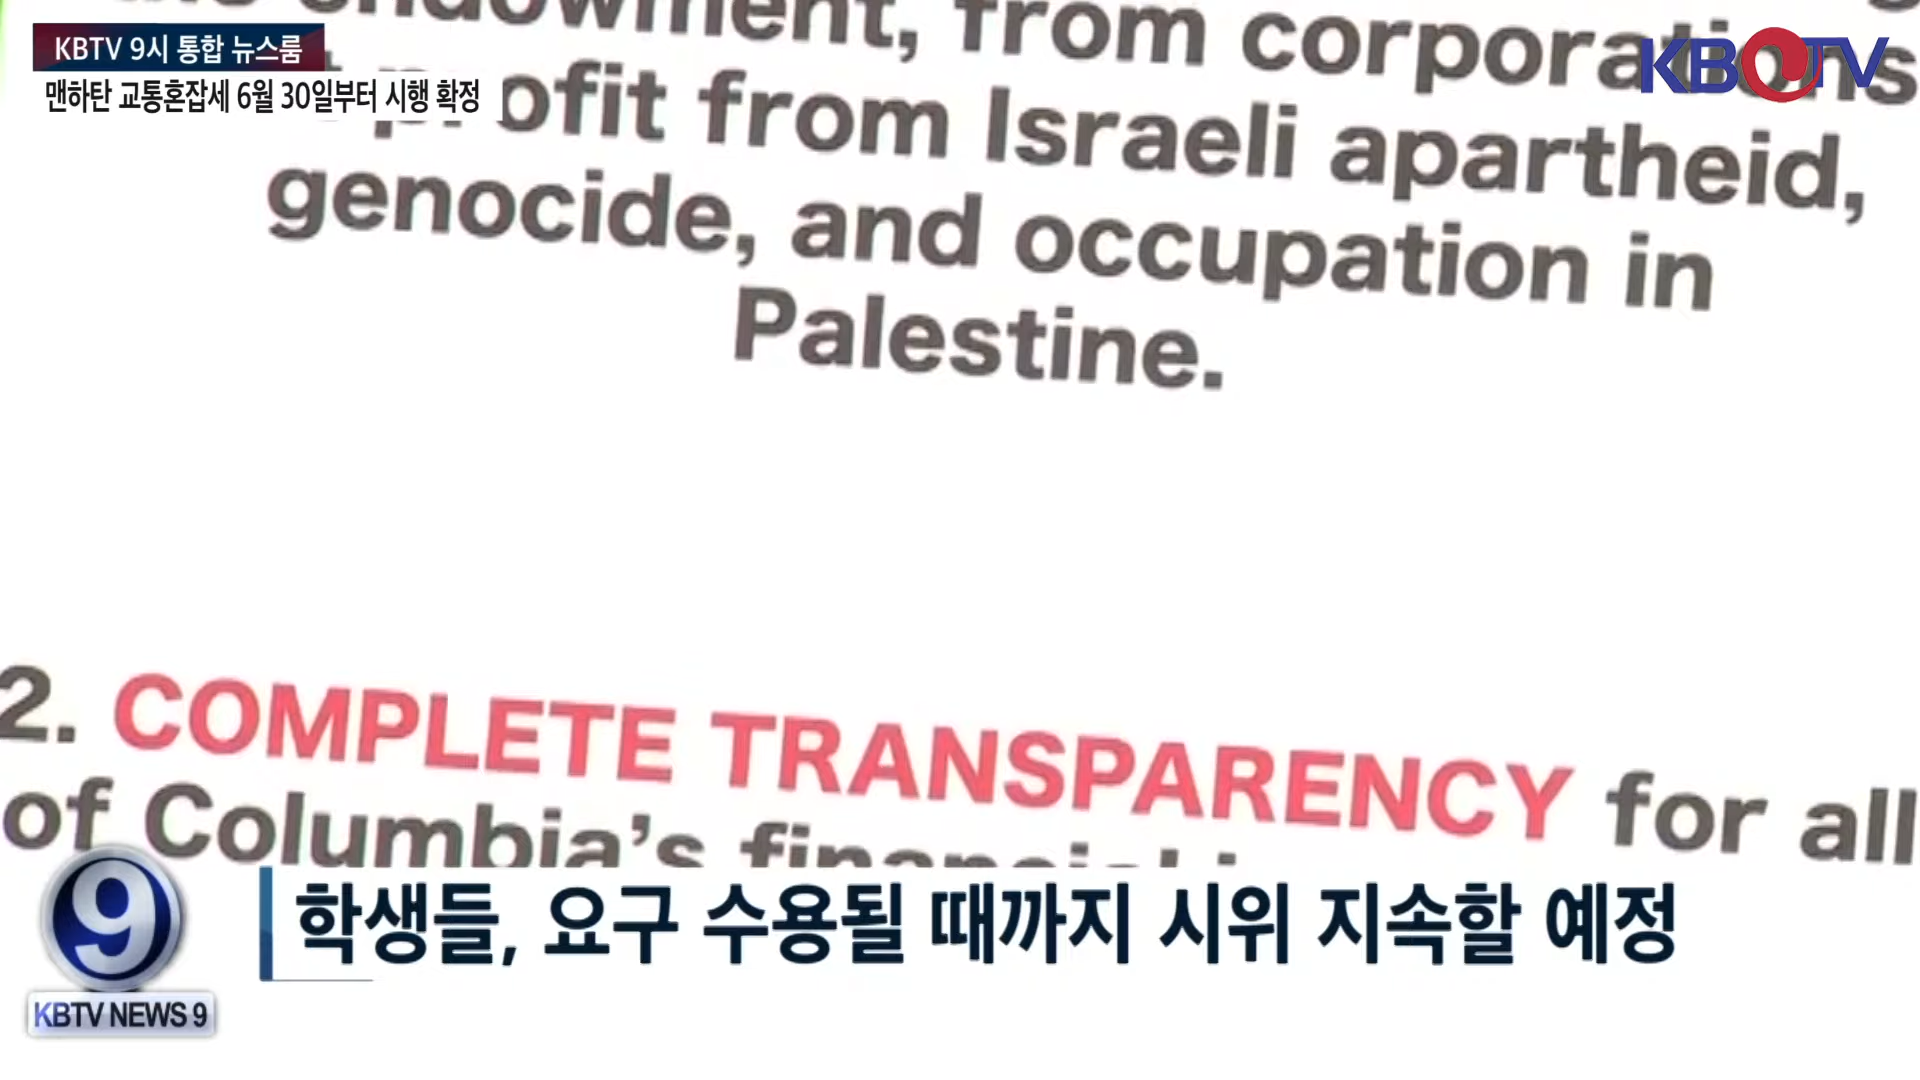 KBTV 9시 통합 뉴스룸
맨하탄 교통혼잡세 6월 30일부터 시행 확정
KBTV
endowment, from corporations
profit from Israeli apartheid,
genocide, and occupation in
Palestine.
2. COMPLETE TRANSPARENCY for all
of Columbia's financial
학생들, 요구 수용될 때까지 시위 지속할 예정
9
KBTV NEWS 9